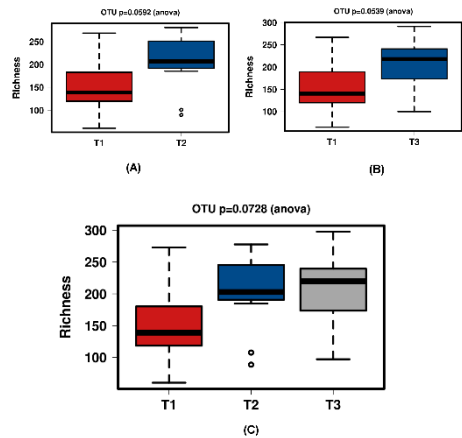 OTU p=0.0592 (anova)
Richness
250
200
150
100
T1 T2
(A)
OTU p=0.0539 (anova)
Richness
300
250
200
150
100
T1 T3
(B)
OTU p=0.0728 (anova)
Richness
300
250
200
150
100
T1 T2 T3
(C)